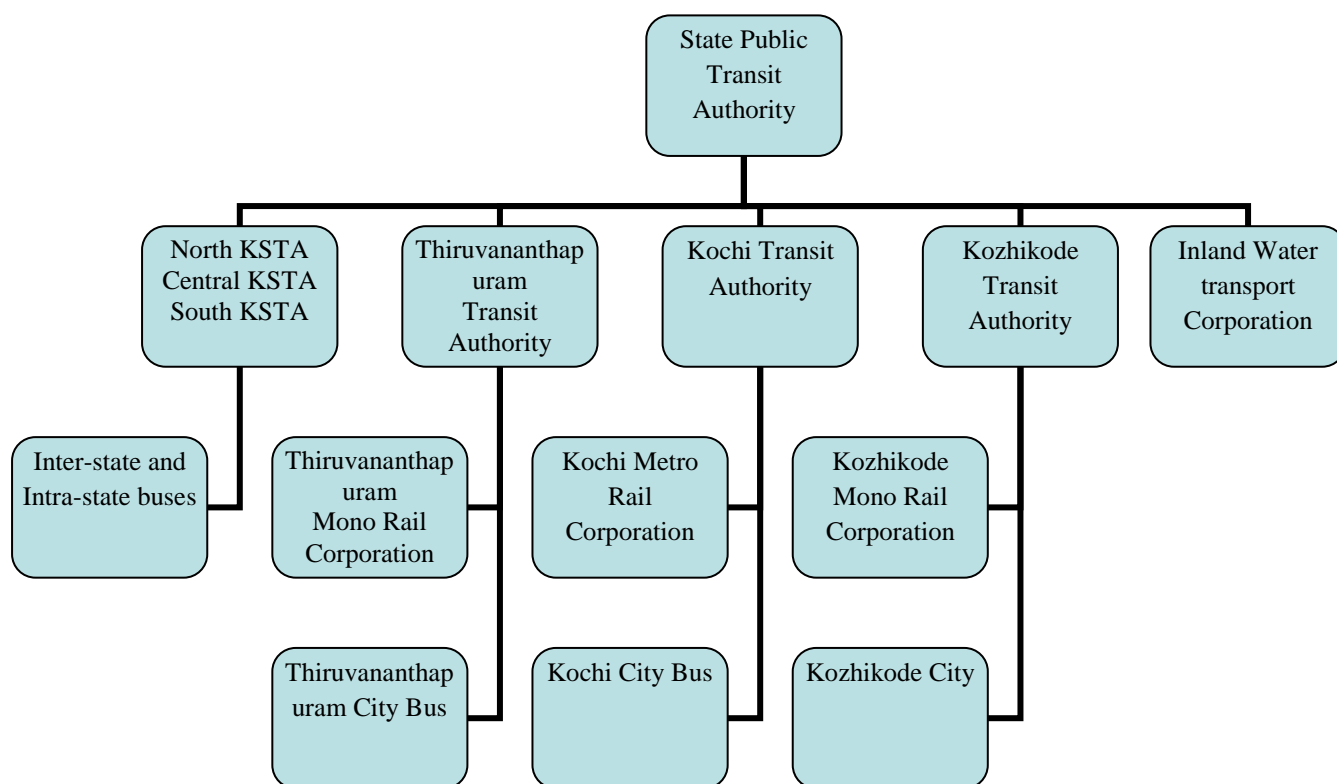 State Public
Transit
Authority
North KSTA
Central KSTA
South KSTA
Thiruvananthap
uram
Transit
Authority
Kochi Transit
Authority
Kozhikode
Transit
Authority
Inland Water
transport
Corporation
Inter-state and
Intra-state buses
Thiruvananthap
uram
Mono Rail
Corporation
Kochi Metro
Rail
Corporation
Kozhikode
Mono Rail
Corporation
Thiruvananthap
uram City Bus
Kochi City Bus
Kozhikode City